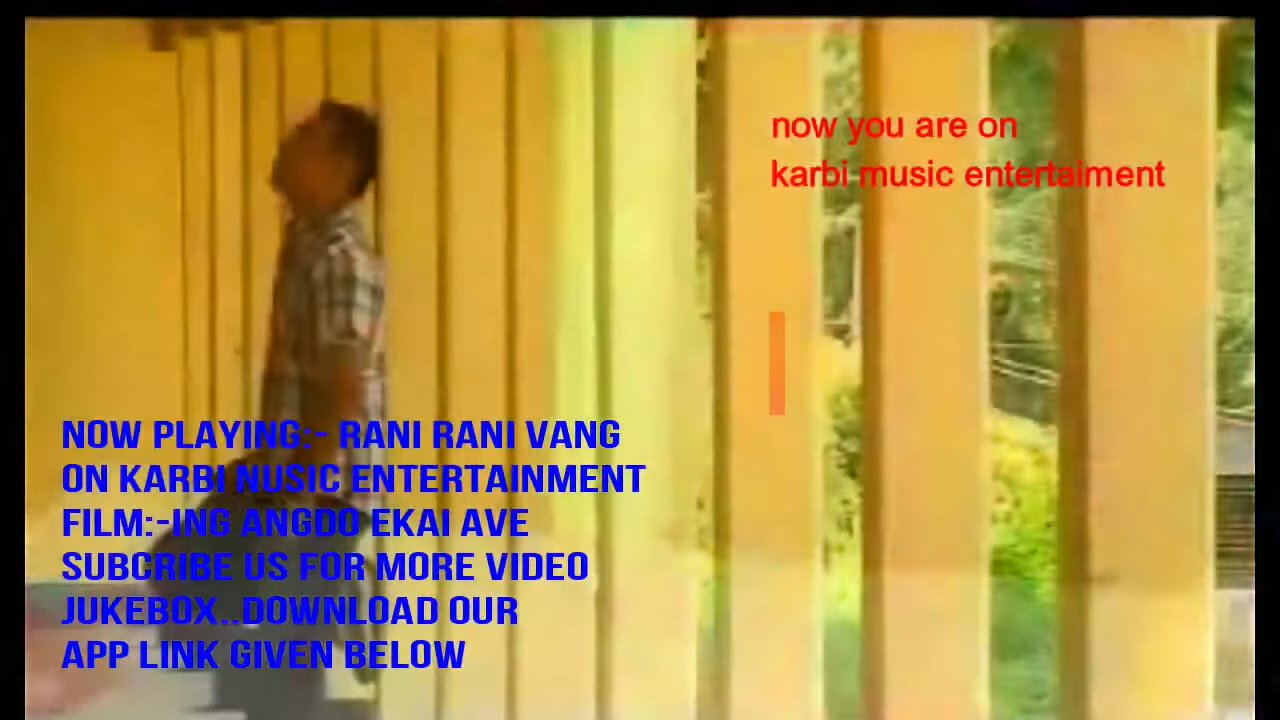 now you are on
karbi music entertaiment
NOW PLAYING:- RANI RANI VANG
ON KARBI NUSIC ENTERTAINMENT
FILM:-ING ANGDO EKAI AVE
SUBCRIBE US FOR MORE VIDEO
JUKEBOX..DOWNLOAD OUR
APP LINK GIVEN BELOW